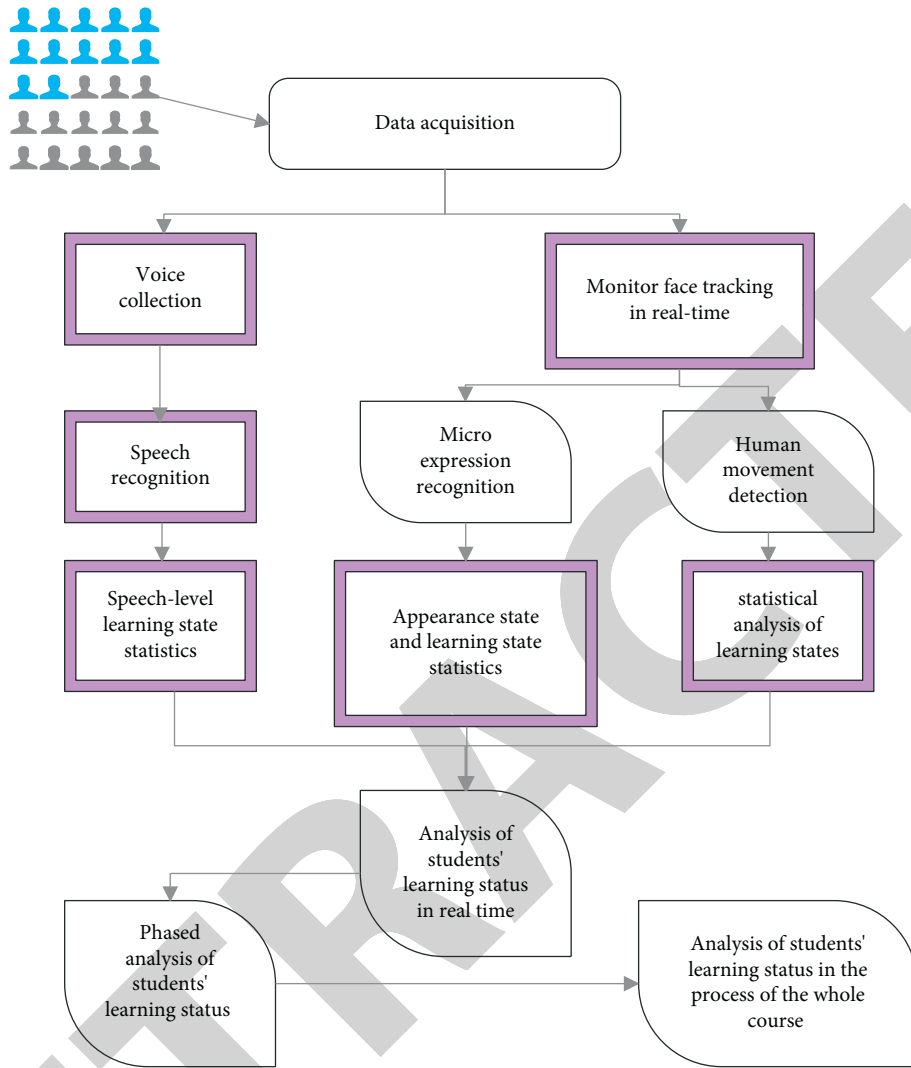 Data acquisition
Voice
collection
Monitor face tracking
in real-time
Speech
recognition
Micro
expression
recognition
Human
movement
detection
Speech-level
learning state
statistics
Appearance state
and learning state
statistics
statistical
analysis of
learning states
Analysis of
students'
learning status
in real time
Phased
analysis of
students'
learning status
Analysis of students'
learning status in the
process of the whole
course
TRACTE